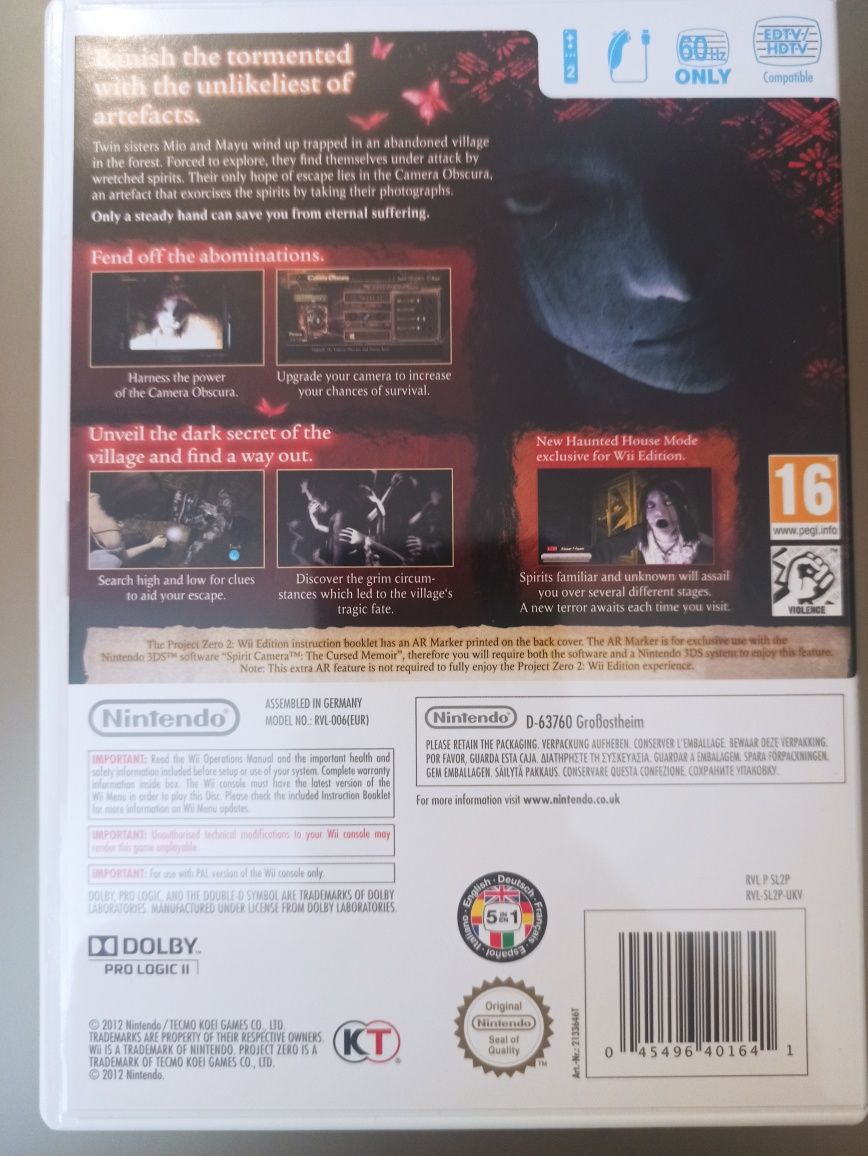 2
60Hz
ONLY
EDTV/
HDTV
Compatible
Banish the tormented
with the unlikeliest of
artefacts.
Twin sisters Mio and Mayu wind up trapped in an abandoned village
in the forest. Forced to explore, they find themselves under attack by
wretched spirits. Their only hope of escape lies in the Camera Obscura,
an artefact that exorcises the spirits by taking their photographs.
Only a steady hand can save you from eternal suffering.
Fend off the abominations.
Camera Obscura
Harness the power
of the Camera Obscura.
Upgrade your camera to increase
your chances of survival.
Unveil the dark secret of the
village and find a way out.
Search high and low for clues
to aid your escape.
Discover the grim circum-
stances which led to the village's
tragic fate.
New Haunted House Mode
exclusive for Wii Edition.
Spirits familiar and unknown will assail
you over several different stages.
A new terror awaits each time you visit.
16
www.pegi.info
VIOLENCE
The Project Zero 2: Wii Edition instruction booklet has an AR Marker printed on the back cover. The AR Marker is for exclusive use with the
Nintendo 3DS™ software "Spirit Camera™: The Cursed Memoir", therefore you will require both the software and a Nintendo 3DS system to enjoy this feature.
Note: This extra AR feature is not required to fully enjoy the Project Zero 2: Wii Edition experience.
Nintendo®
ASSEMBLED IN GERMANY
MODEL NO.: RVL-006(EUR)
IMPORTANT: Read the Wii Operations Manual and the important health and
safety information included before setup or use of your system. Complete warranty
information inside box. The Wii console must have the latest version of the
Wii Menu in order to play this Disc. Please check the included Instruction Booklet
for more information on Wii Menu updates.
IMPORTANT: Unauthorised technical modifications to your Wii console may
render this game unplayable.
IMPORTANT: For use with PAL version of the Wii console only.
DOLBY, PRO LOGIC, AND THE DOUBLE-D SYMBOL ARE TRADEMARKS OF DOLBY
LABORATORIES. MANUFACTURED UNDER LICENSE FROM DOLBY LABORATORIES.
DOLBY™
PRO LOGIC II
© 2012 Nintendo / TECMO KOEI GAMES CO., LTD.
TRADEMARKS ARE PROPERTY OF THEIR RESPECTIVE OWNERS.
Wii IS A TRADEMARK OF NINTENDO. PROJECT ZERO IS A
TRADEMARK OF TECMO KOEI GAMES CO., LTD.
© 2012 Nintendo.
KT®
Nintendo®
D-63760 Großostheim
PLEASE RETAIN THE PACKAGING. VERPACKUNG AUFHEBEN. CONSERVER L'EMBALLAGE. BEWAAR DEZE VERPAKKING.
POR FAVOR, GUARDA ESTA CAJA. ΔΙΑΤΗΡΗΣΤΕ ΤΗ ΣΥΣΚΕΥΑΣΙΑ. GUARDAR A EMBALAGEM. SPARA FÖRPACKNINGEN.
GEM EMBALLAGEN. SÄILYTÄ PAKKAUS. CONSERVARE QUESTA CONFEZIONE. СОХРАНИТЕ УПАКОВКУ.
For more information visit www.nintendo.co.uk
English · Deutsch · Français · Español · Italiano
5 IN EN 1
Original
Nintendo
Seal of
Quality
TM
RVL P SL2P
RVL-SL2P-UKV
Art.-Nr.: 2133646T
0 45496 40164 1